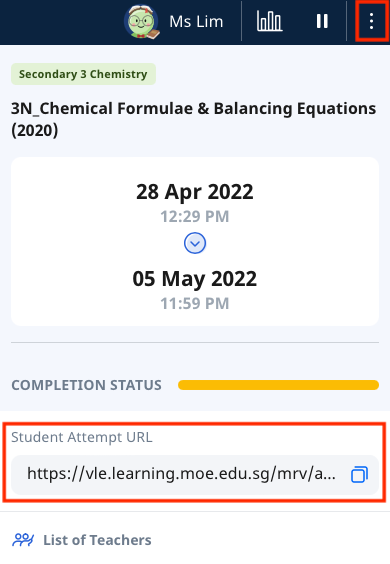 Ms Lim
Secondary 3 Chemistry
3N_Chemical Formulae & Balancing Equations
(2020)
28 Apr 2022
12:29 PM
05 May 2022
11:59 PM
COMPLETION STATUS
Student Attempt URL
https://vle.learning.moe.edu.sg/mrv/a...
List of Teachers